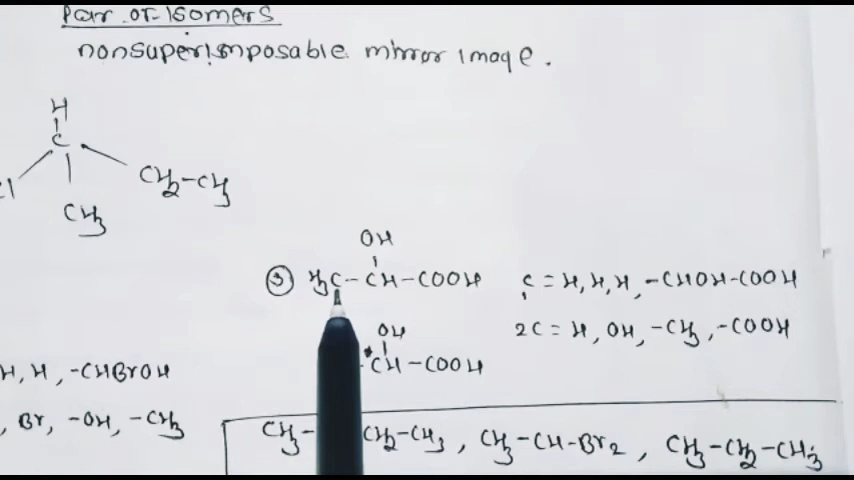 Pair of Isomers
nonsuperimposable mirror image.
H
C
Cl
CH3
CH2-CH3
OH
③ H3C-CH-COOH
1C = H, H, H, -CHOH-COOH
OH
*CH-COOH
2C = H, OH, -CH3, -COOH
H, H, -CHBrOH
, Br, -OH, -CH3
CH3- CH2-CH3, CH3-CH-Br2, CH3-CH2-CH3